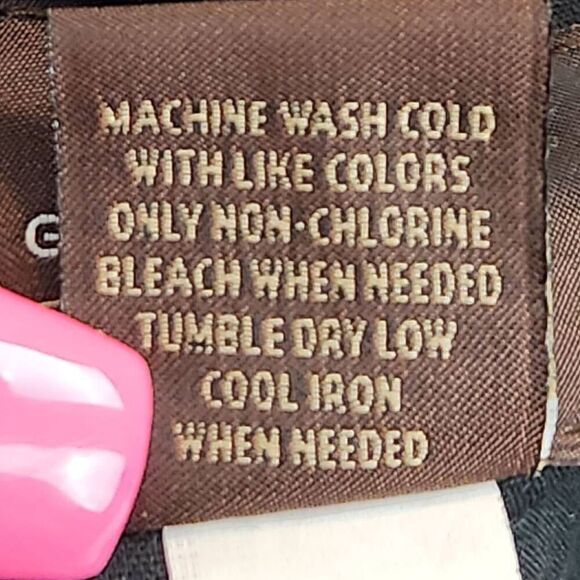 MACHINE WASH COLD
WITH LIKE COLORS
ONLY NON-CHLORINE
BLEACH WHEN NEEDED
TUMBLE DRY LOW
COOL IRON
WHEN NEEDED